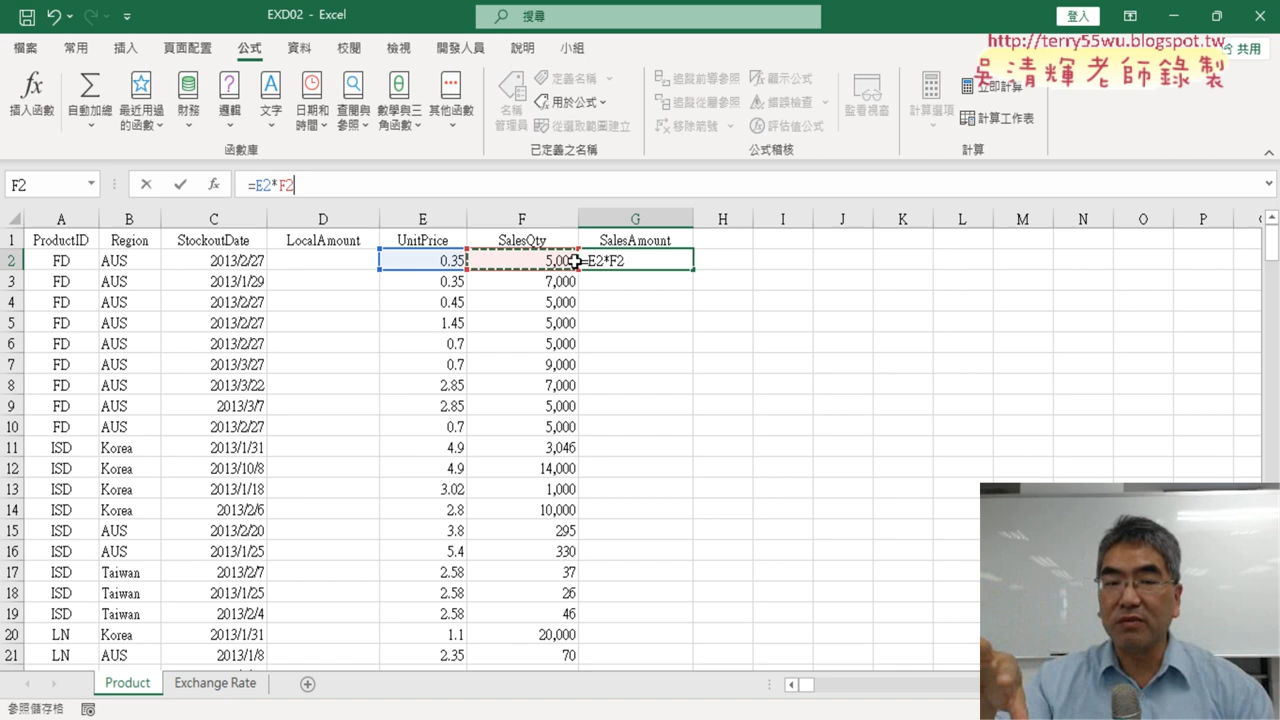 EXD02 - Excel
搜尋
登入
http://terry55wu.blogspot.tw
吳清輝老師錄製
檔案 常用 插入 頁面配置 公式 資料 校閱 檢視 開發人員 說明 小組
共用
插入函數
自動加總
最近用過的函數
財務
邏輯
文字
日期和時間
查閱與參照
數學與三角函數
其他函數
函數庫
名稱管理員
定義名稱
用於公式
從選取範圍建立
已定義之名稱
追蹤前導參照
追蹤從屬參照
移除箭號
顯示公式
錯誤檢查
評估值公式
公式稽核
監看視窗
計算選項
立即計算
計算工作表
計算
F2
=E2*F2
A B C D E F G H I J K L M N O P
1 ProductID Region StockoutDate LocalAmount UnitPrice SalesQty SalesAmount
2 FD AUS 2013/2/27 0.35 5,00 =E2*F2
3 FD AUS 2013/1/29 0.35 7,000
4 FD AUS 2013/2/27 0.45 5,000
5 FD AUS 2013/2/27 1.45 5,000
6 FD AUS 2013/2/27 0.7 5,000
7 FD AUS 2013/3/27 0.7 9,000
8 FD AUS 2013/3/22 2.85 7,000
9 FD AUS 2013/3/7 2.85 5,000
10 FD AUS 2013/2/27 0.7 5,000
11 ISD Korea 2013/1/31 4.9 3,046
12 ISD Korea 2013/10/8 4.9 14,000
13 ISD Korea 2013/1/18 3.02 1,000
14 ISD Korea 2013/2/6 2.8 10,000
15 ISD AUS 2013/2/20 3.8 295
16 ISD AUS 2013/1/25 5.4 330
17 ISD Taiwan 2013/2/7 2.58 37
18 ISD Taiwan 2013/1/25 2.58 26
19 ISD Taiwan 2013/2/4 2.58 46
20 LN Korea 2013/1/31 1.1 20,000
21 LN AUS 2013/1/8 2.35 70
Product Exchange Rate
參照儲存格